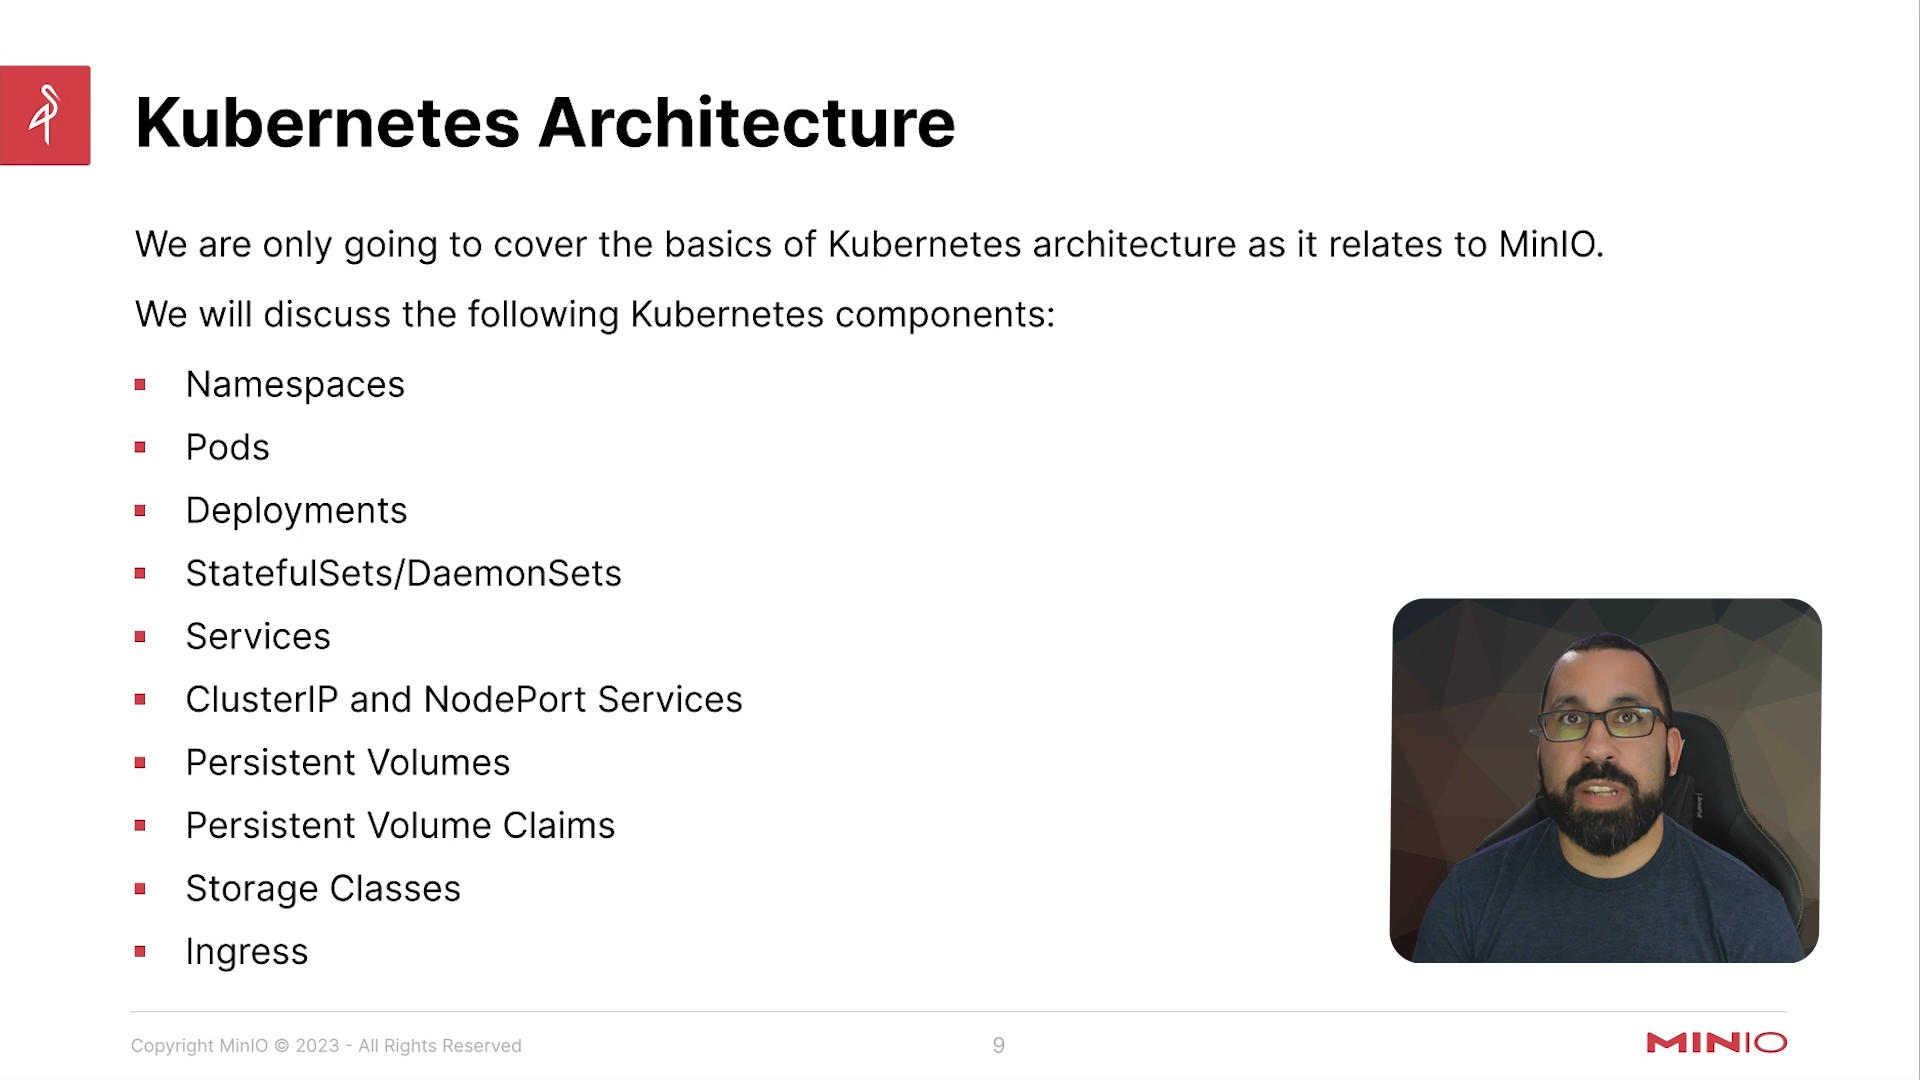 Kubernetes Architecture
We are only going to cover the basics of Kubernetes architecture as it relates to MinIO.
We will discuss the following Kubernetes components:
Namespaces
Pods
Deployments
StatefulSets/DaemonSets
Services
ClusterIP and NodePort Services
Persistent Volumes
Persistent Volume Claims
Storage Classes
Ingress
Copyright MinIO © 2023 - All Rights Reserved
9
MINIO